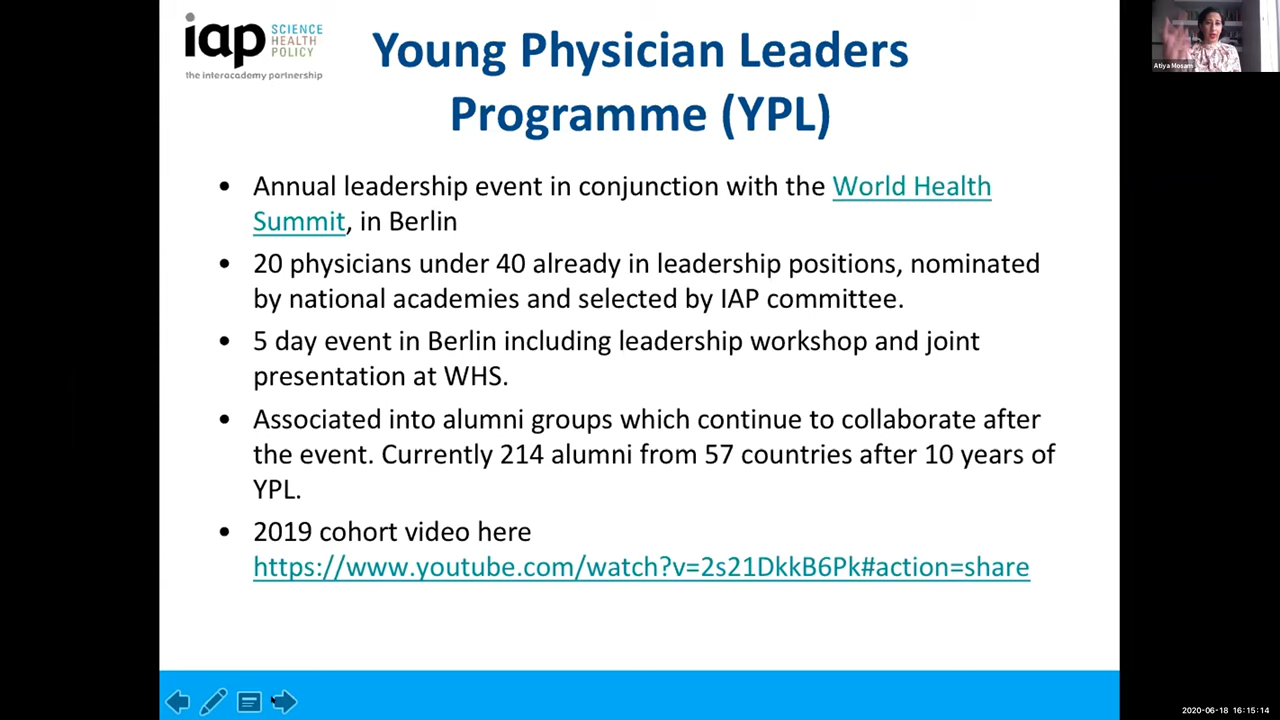 iap SCIENCE
HEALTH
POLICY
the interacademy partnership
Young Physician Leaders
Programme (YPL)
• Annual leadership event in conjunction with the World Health
Summit, in Berlin
• 20 physicians under 40 already in leadership positions, nominated
by national academies and selected by IAP committee.
• 5 day event in Berlin including leadership workshop and joint
presentation at WHS.
• Associated into alumni groups which continue to collaborate after
the event. Currently 214 alumni from 57 countries after 10 years of
YPL.
• 2019 cohort video here
https://www.youtube.com/watch?v=2s21DkkB6Pk#action=share
Atiya Mosam
2020-06-18 16:15:14